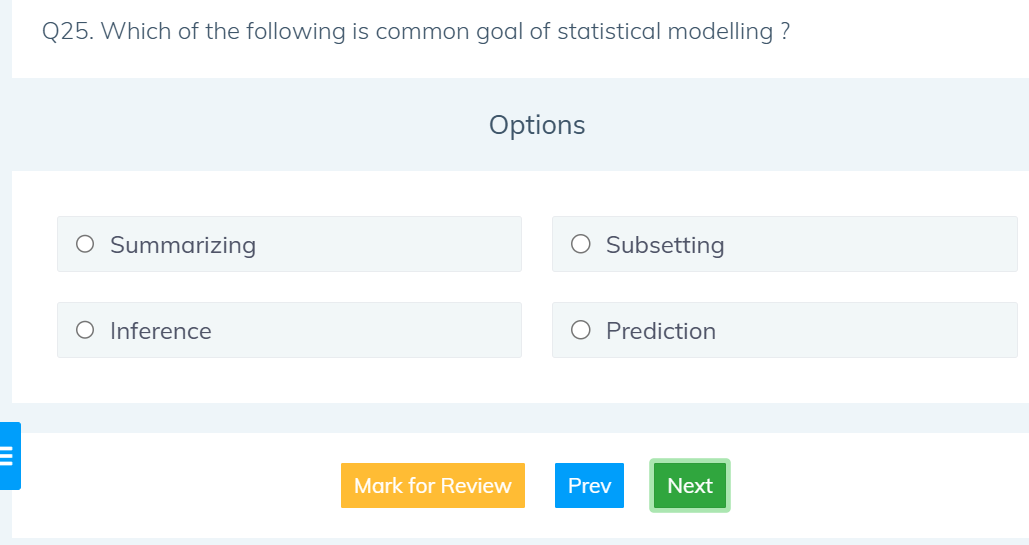 Q25. Which of the following is common goal of statistical modelling ?
Options
Summarizing
Subsetting
Inference
Prediction
Mark for Review
Prev
Next